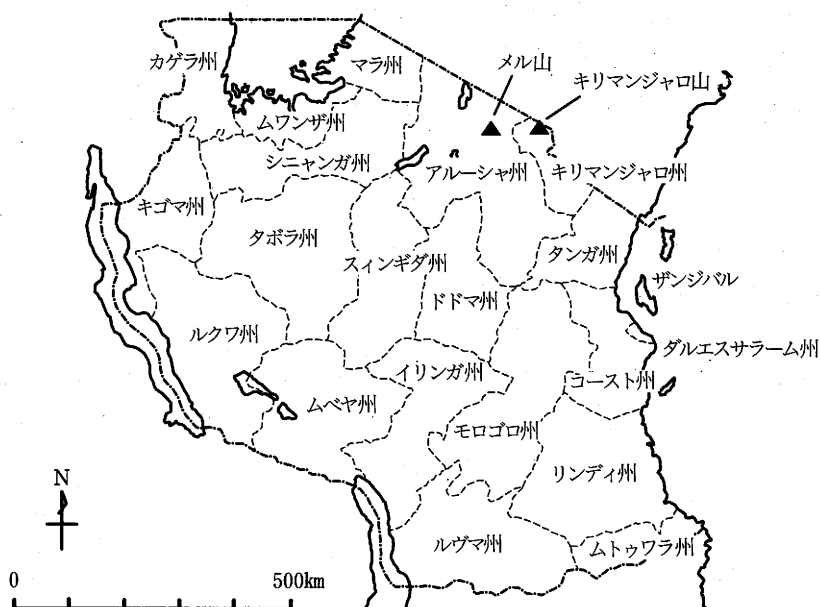 メル山
キリマンジャロ山
カゲラ州
マラ州
ムワンザ州
シニャンガ州
アルーシャ州
キリマンジャロ州
キゴマ州
タボラ州
スィンギダ州
タンガ州
ザンジバル
ドドマ州
ルクワ州
ダルエスサラーム州
イリンガ州
コースト州
ムベヤ州
モロゴロ州
リンディ州
N
ルヴマ州
ムトゥワラ州
0
500km